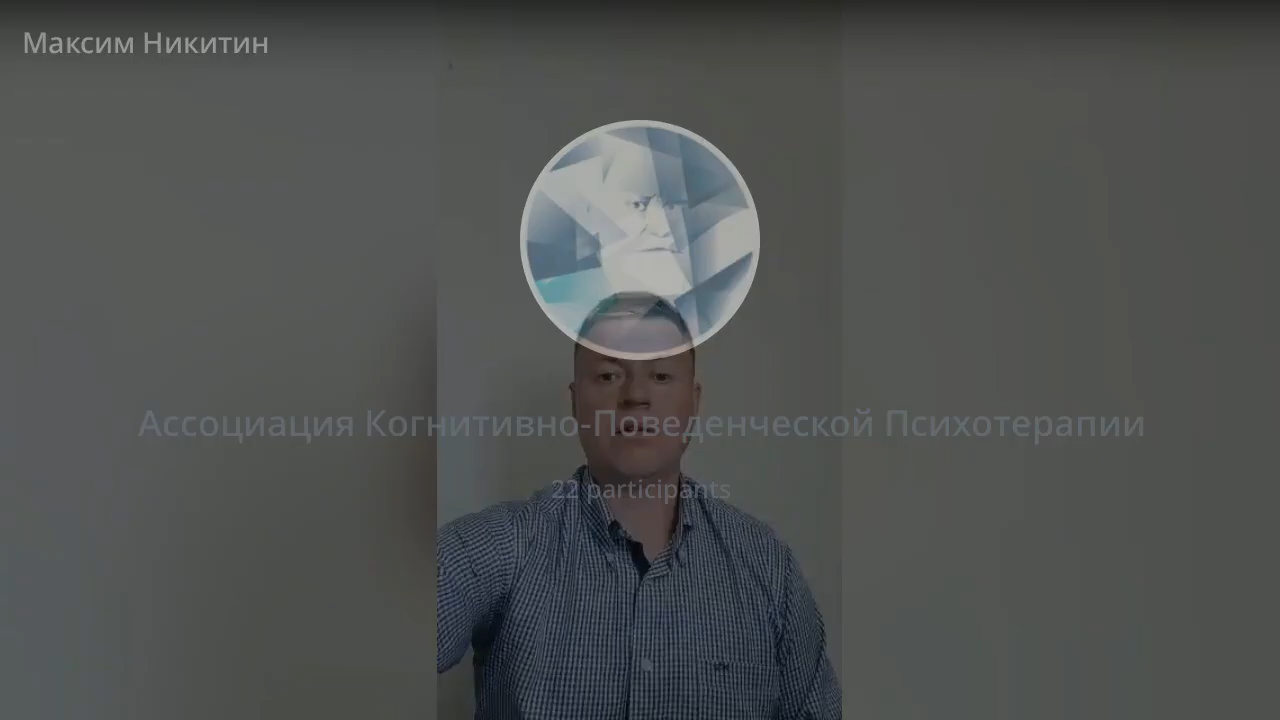 Максим Никитин
Ассоциация Когнитивно-Поведенческой Психотерапии
22 participants